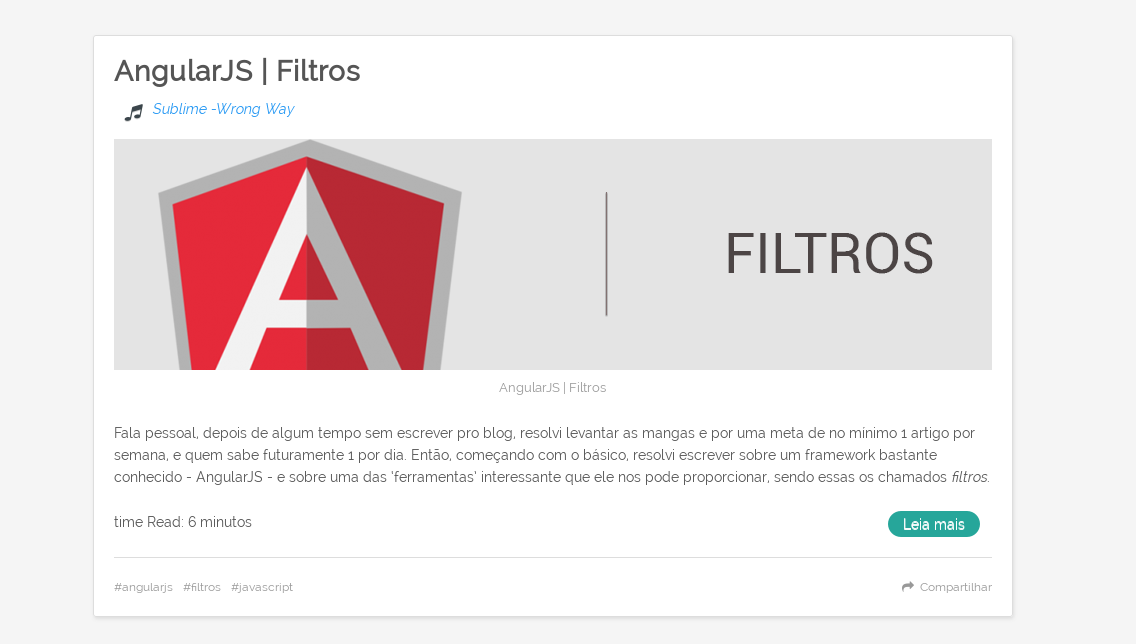 AngularJS | Filtros
Sublime -Wrong Way
FILTROS
AngularJS | Filtros
Fala pessoal, depois de algum tempo sem escrever pro blog, resolvi levantar as mangas e por uma meta de no mínimo 1 artigo por
semana, e quem sabe futuramente 1 por dia. Então, começando com o básico, resolvi escrever sobre um framework bastante
conhecido - AngularJS - e sobre uma das 'ferramentas' interessante que ele nos pode proporcionar, sendo essas os chamados filtros.
time Read: 6 minutos
Leia mais
#angularjs #filtros #javascript
Compartilhar